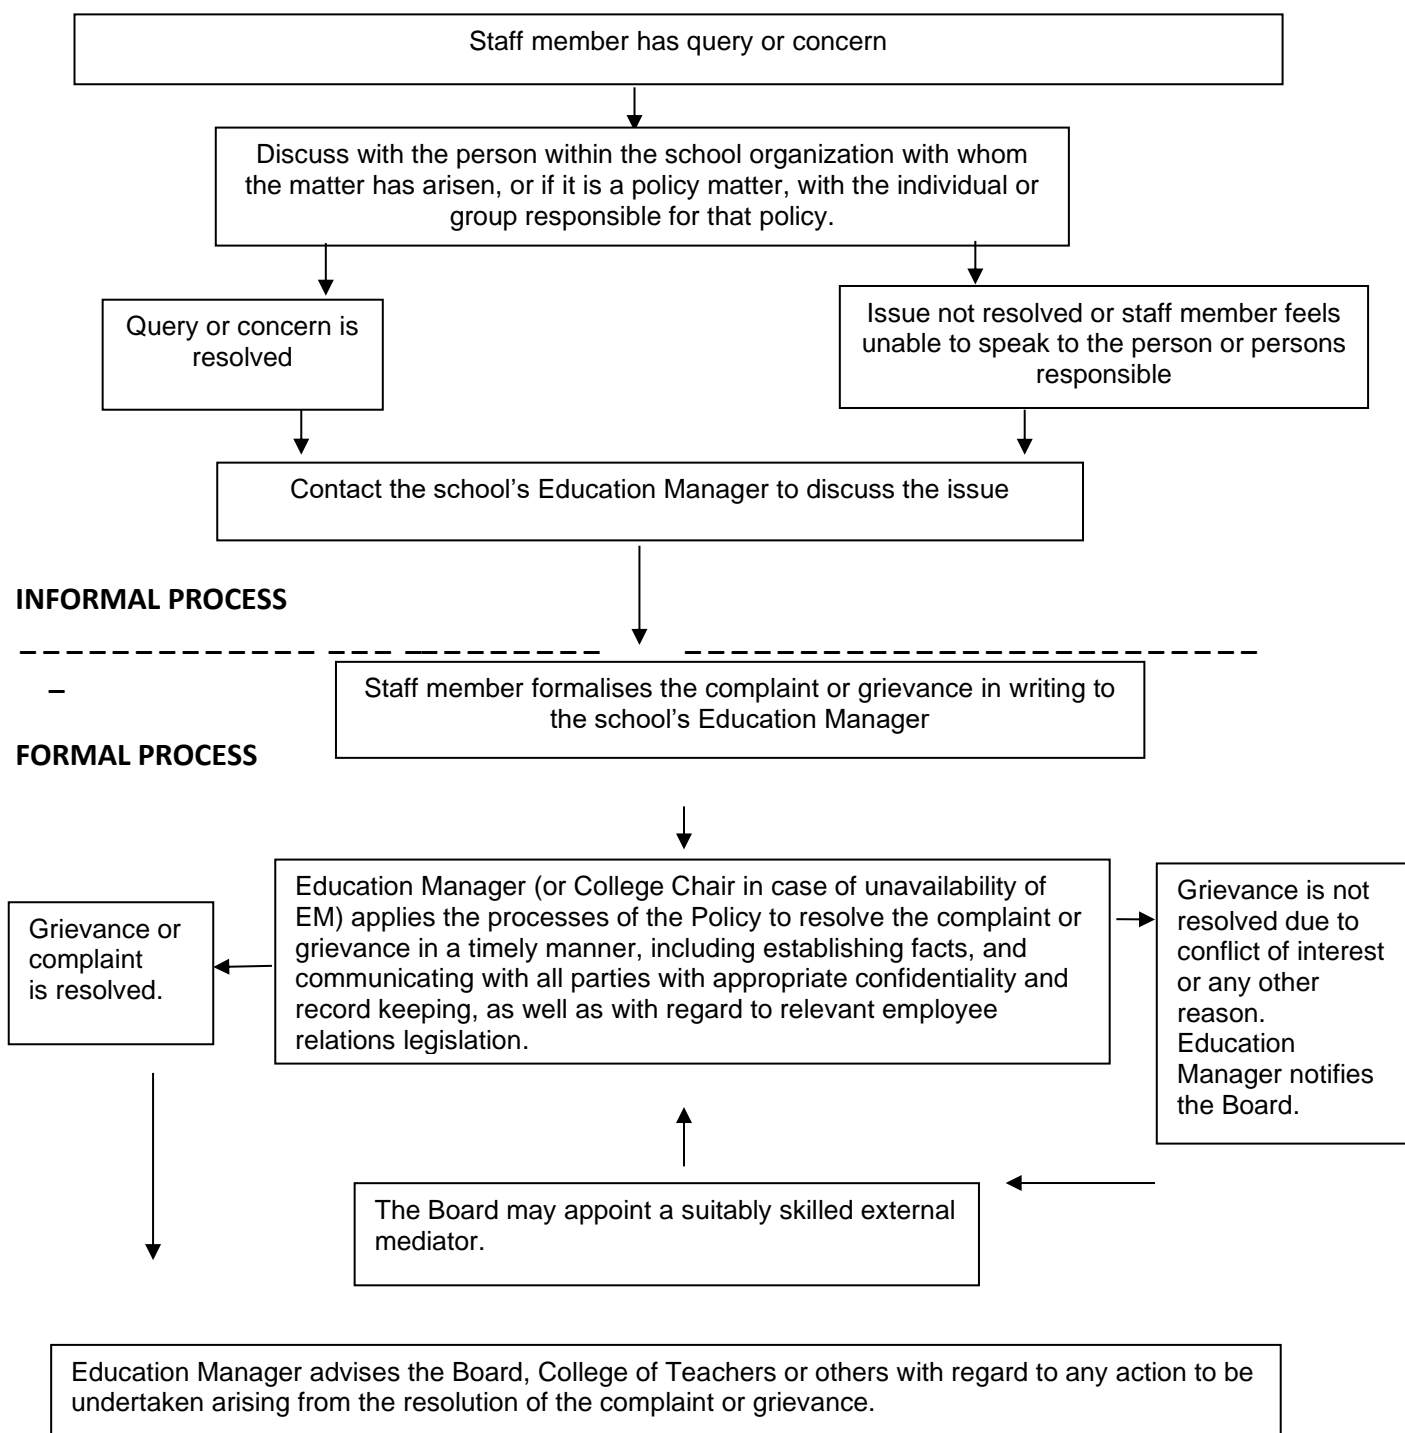 Staff member has query or concern
Discuss with the person within the school organization with whom
the matter has arisen, or if it is a policy matter, with the individual or
group responsible for that policy.
Query or concern is
resolved
Issue not resolved or staff member feels
unable to speak to the person or persons
responsible
Contact the school’s Education Manager to discuss the issue
INFORMAL PROCESS
Staff member formalises the complaint or grievance in writing to
the school’s Education Manager
FORMAL PROCESS
Grievance or
complaint
is resolved.
Education Manager (or College Chair in case of unavailability of
EM) applies the processes of the Policy to resolve the complaint or
grievance in a timely manner, including establishing facts, and
communicating with all parties with appropriate confidentiality and
record keeping, as well as with regard to relevant employee
relations legislation.
Grievance is not
resolved due to
conflict of interest
or any other
reason.
Education
Manager notifies
the Board.
The Board may appoint a suitably skilled external
mediator.
Education Manager advises the Board, College of Teachers or others with regard to any action to be
undertaken arising from the resolution of the complaint or grievance.